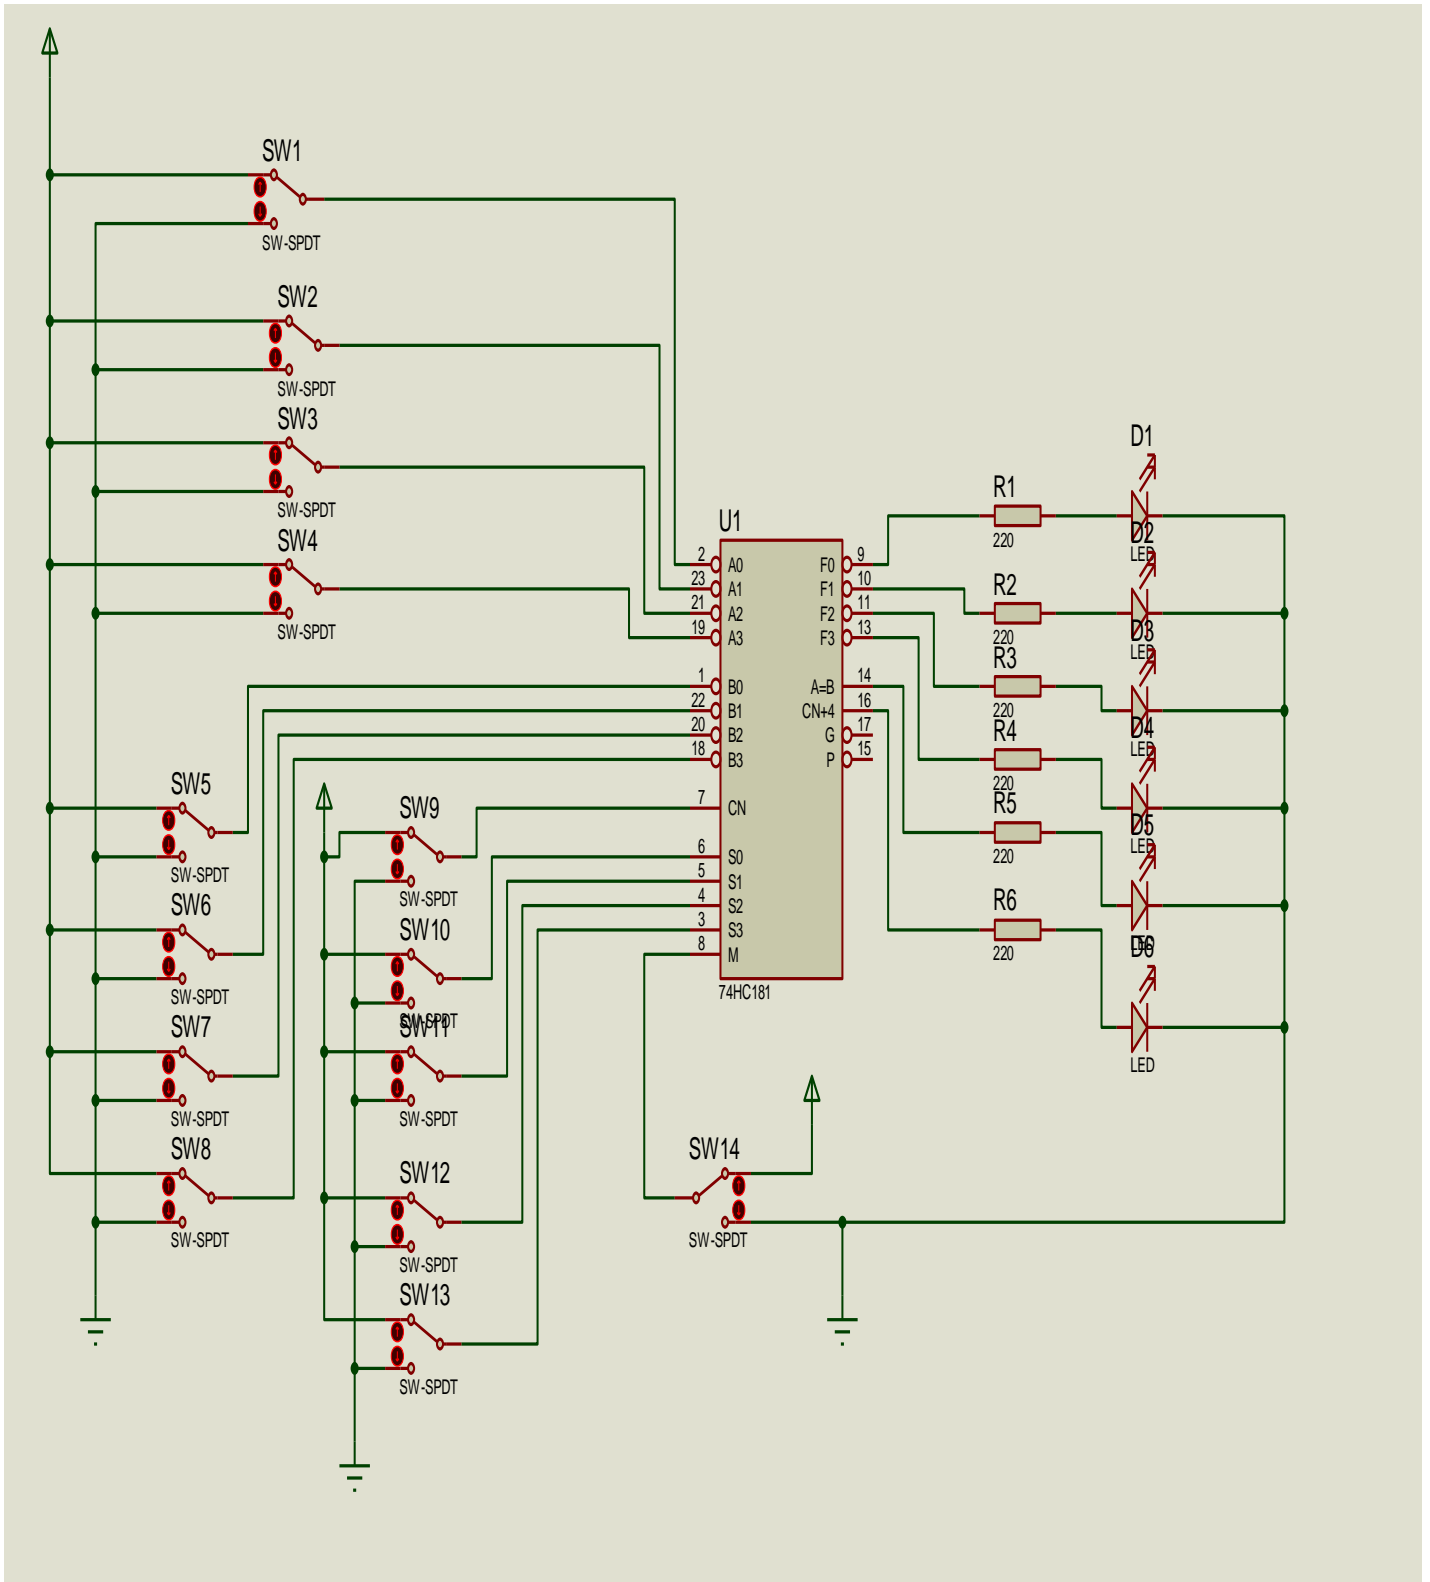 SW1
SW-SPDT
SW2
SW-SPDT
SW3
SW-SPDT
SW4
SW-SPDT
SW5
SW-SPDT
SW6
SW-SPDT
SW7
SW-SPDT
SW8
SW-SPDT
SW9
SW-SPDT
SW10
SW-SPDT
SW11
SW-SPDT
SW12
SW-SPDT
SW13
SW-SPDT
SW14
SW-SPDT
U1
2 A0
23 A1
21 A2
19 A3
1 B0
22 B1
20 B2
18 B3
7 CN
6 S0
5 S1
4 S2
3 S3
8 M
F0 9
F1 10
F2 11
F3 13
A=B 14
CN+4 16
G 17
P 15
74HC181
R1
220
R2
220
R3
220
R4
220
R5
220
R6
220
D1
LED
D2
LED
D3
LED
D4
LED
D5
LED
D6
LED